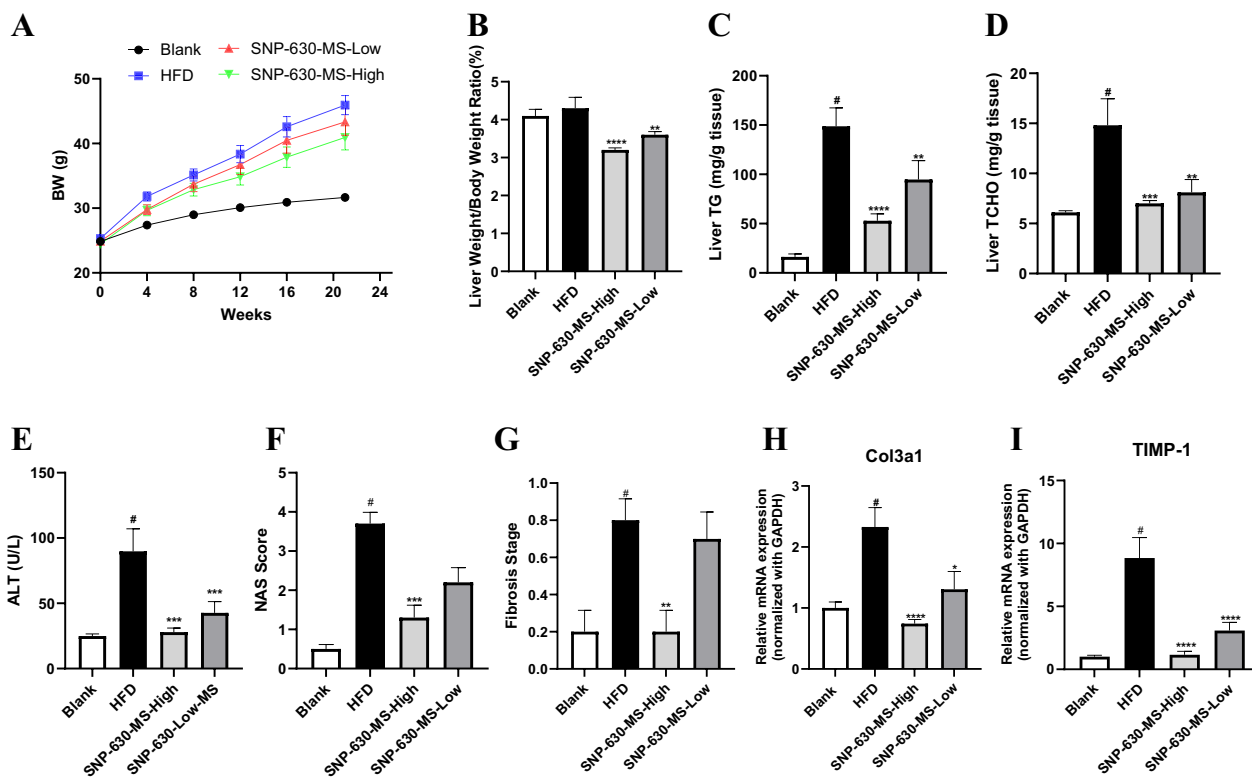 A
Blank
HFD
SNP-630-MS-Low
SNP-630-MS-High
BW (g)
50
40
30
20
0 4 8 12 16 20 24
Weeks
B
Liver Weight/Body Weight Ratio(%)
5
4
3
2
1
0
****
**
Blank
HFD
SNP-630-MS-High
SNP-630-MS-Low
C
Liver TG (mg/g tissue)
200
150
100
50
0
#
****
**
Blank
HFD
SNP-630-MS-High
SNP-630-MS-Low
D
Liver TCHO (mg/g tissue)
20
15
10
5
0
#
***
**
Blank
HFD
SNP-630-MS-High
SNP-630-MS-Low
E
ALT (U/L)
150
100
50
0
#
***
***
Blank
HFD
SNP-630-MS-High
SNP-630-Low-MS
F
NAS Score
5
4
3
2
1
0
#
***
Blank
HFD
SNP-630-MS-High
SNP-630-MS-Low
G
Fibrosis Stage
1.0
0.8
0.6
0.4
0.2
0.0
#
**
Blank
HFD
SNP-630-MS-High
SNP-630-MS-Low
H
Col3a1
Relative mRNA expression
(normalized with GAPDH)
3
2
1
0
#
****
*
Blank
HFD
SNP-630-MS-High
SNP-630-MS-Low
I
TIMP-1
Relative mRNA expression
(normalized with GAPDH)
15
10
5
0
#
****
****
Blank
HFD
SNP-630-MS-High
SNP-630-MS-Low